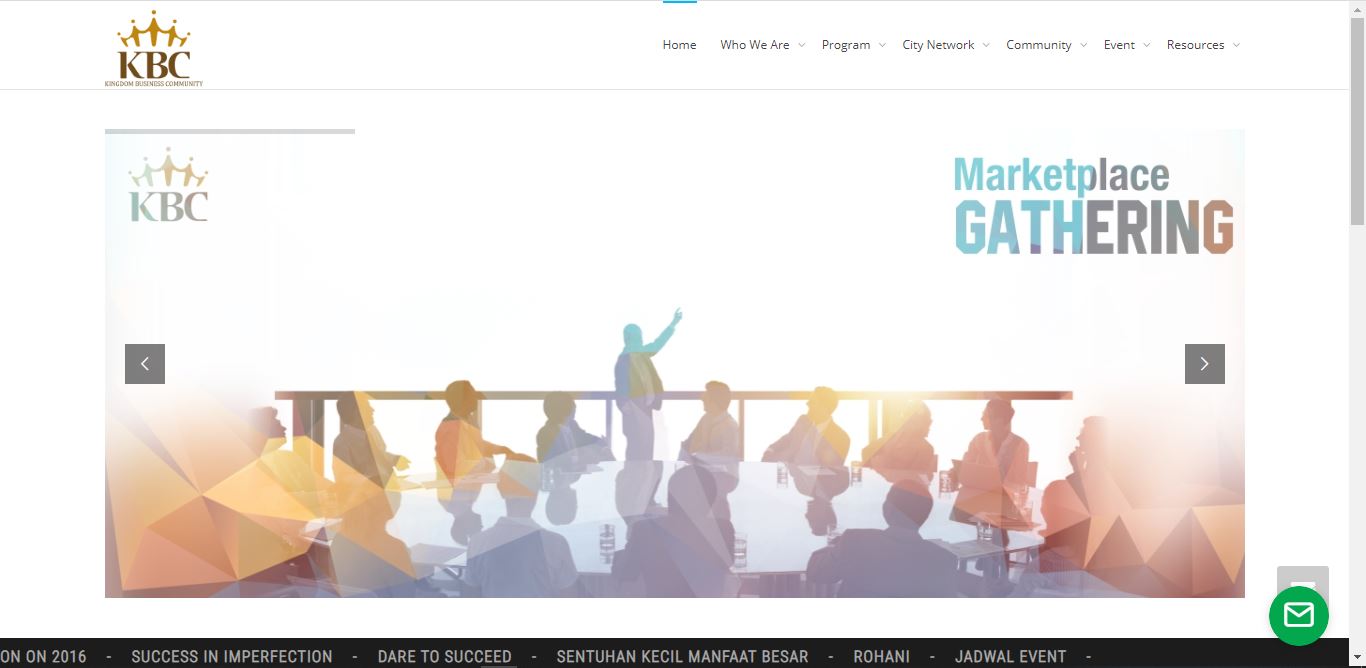 KBC
KINGDOM BUSINESS COMMUNITY
Home Who We Are Program City Network Community Event Resources
KBC
Marketplace
GATHERING
ON ON 2016 - SUCCESS IN IMPERFECTION - DARE TO SUCCEED - SENTUHAN KECIL MANFAAT BESAR - ROHANI - JADWAL EVENT -